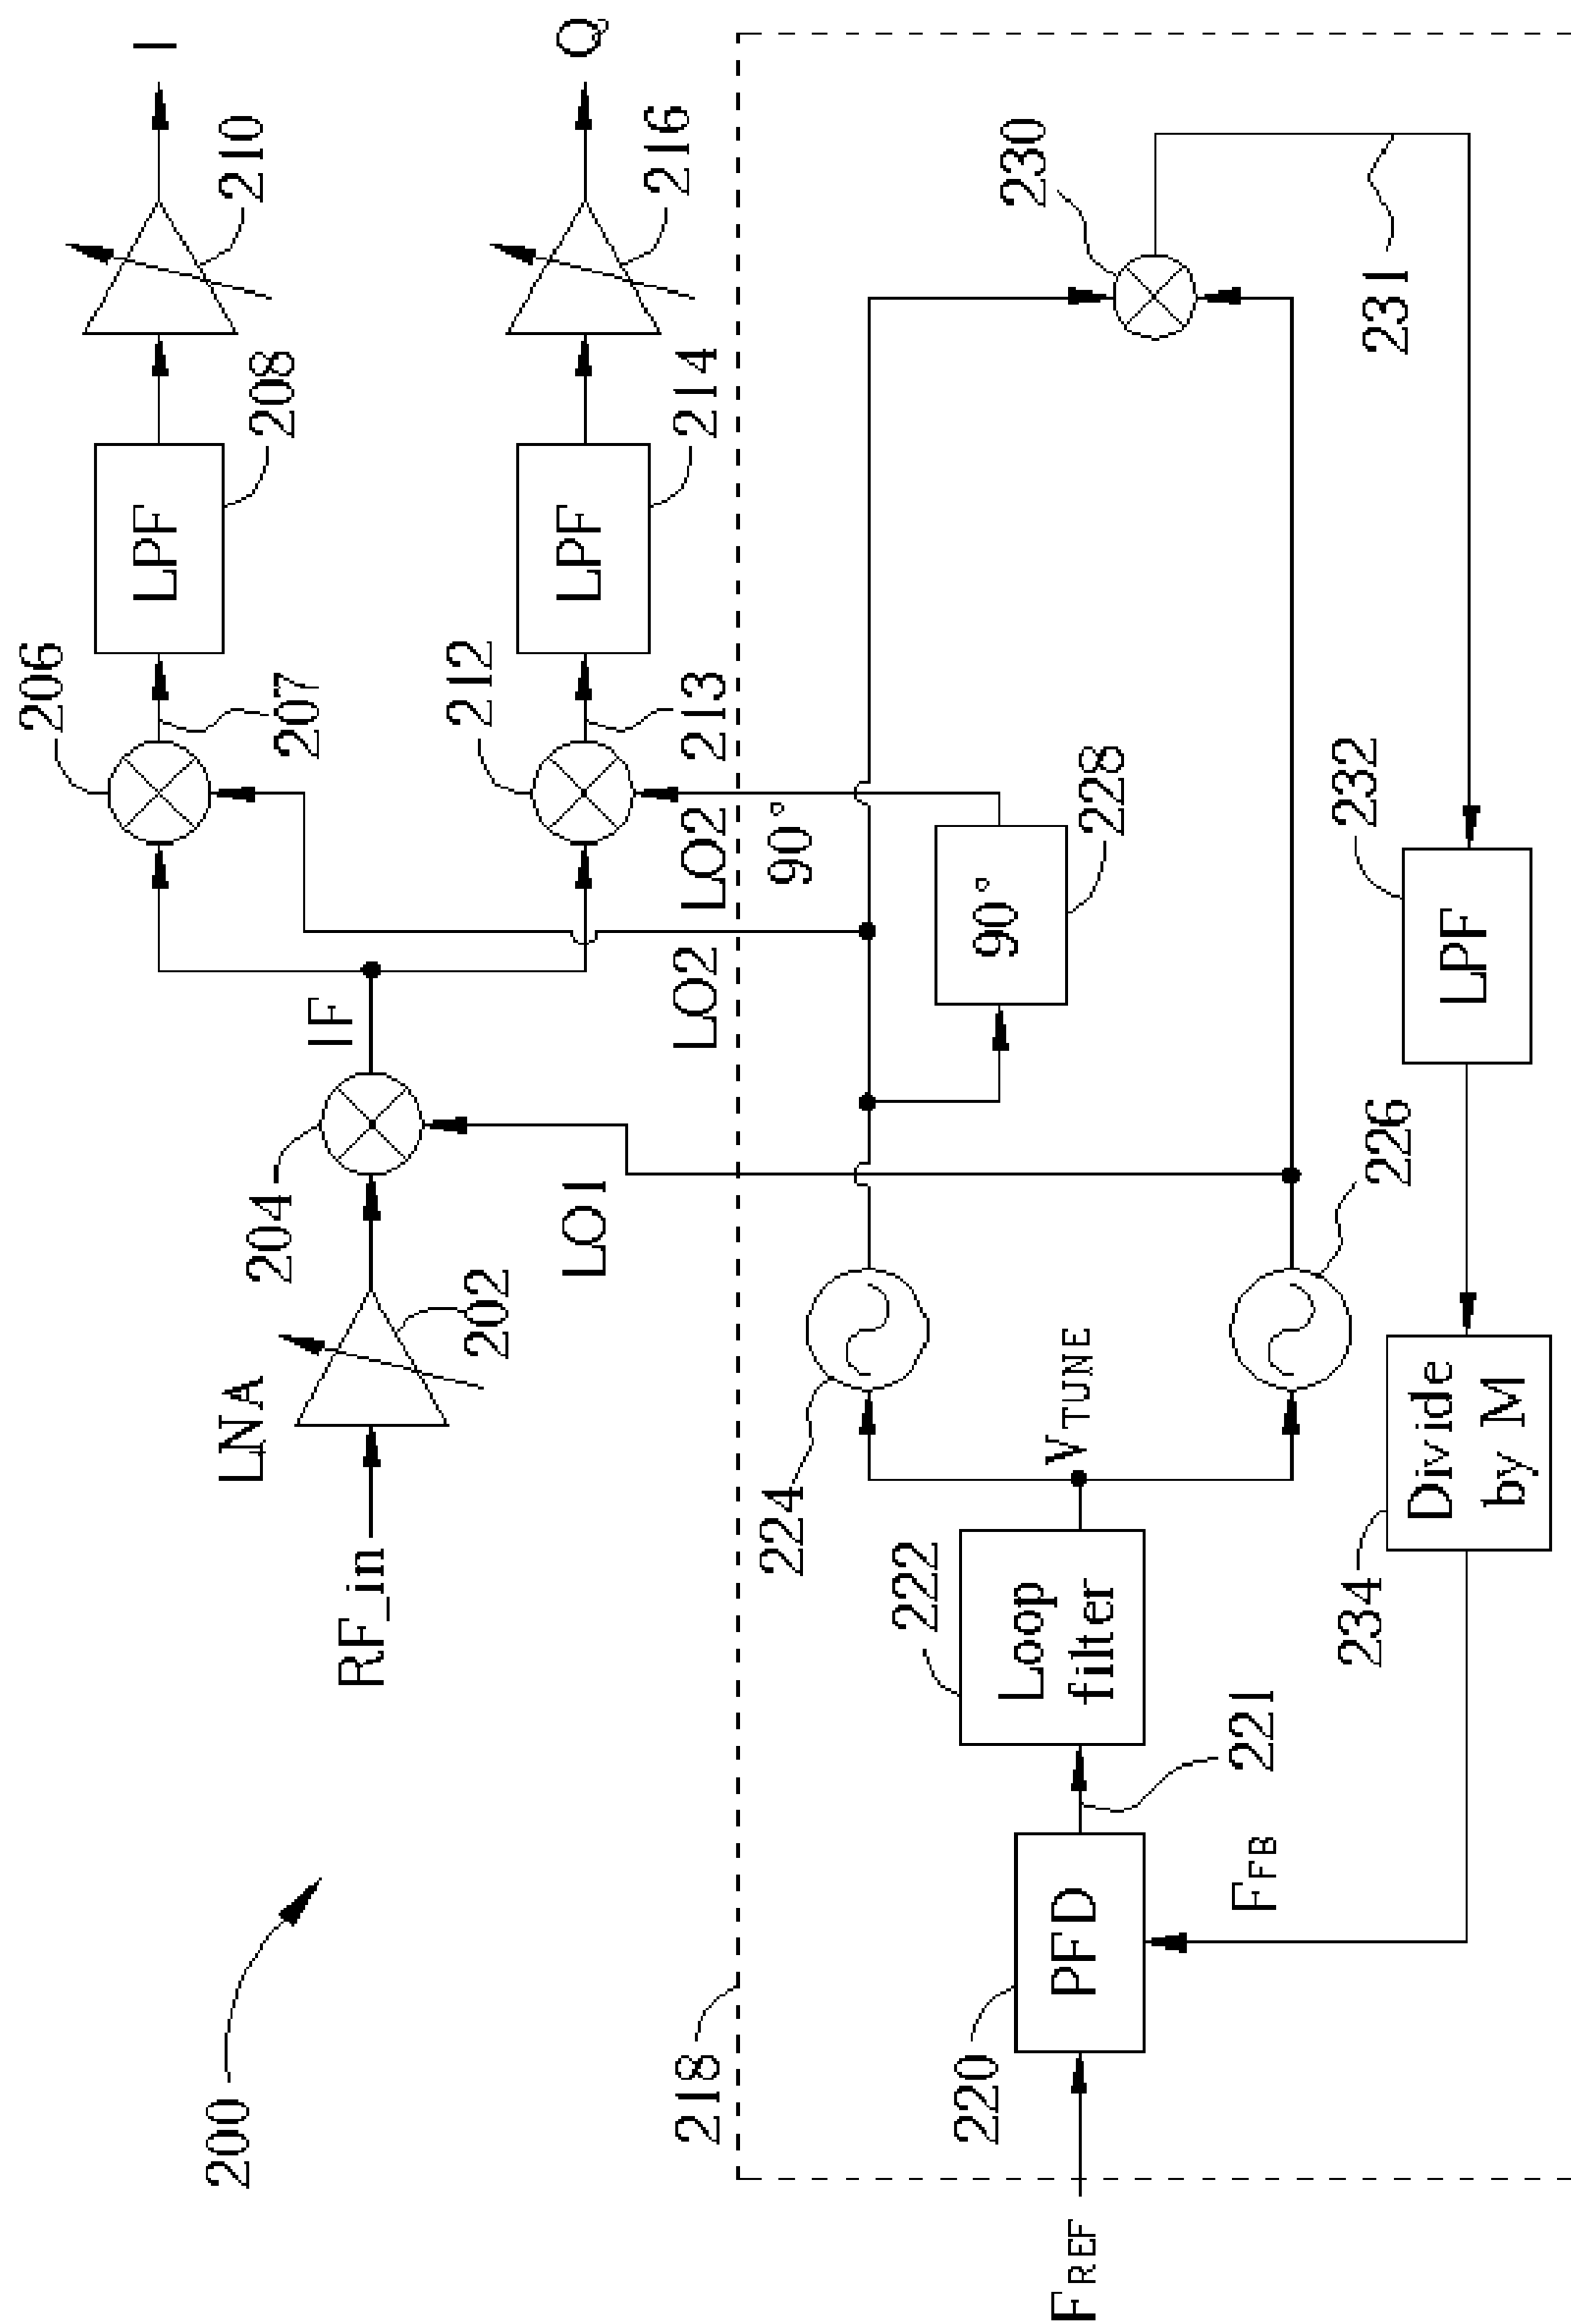 200
RF_in
LNA
202
204
IF
LO1
206
207
LPF
208
210
I
212
213
LPF
214
216
Q
LO2
LO2
90°
218
FREF
220
PFD
221
222
Loop
filter
VTUNE
224
226
90°
228
230
231
232
LPF
234
Divide
by M
FFB